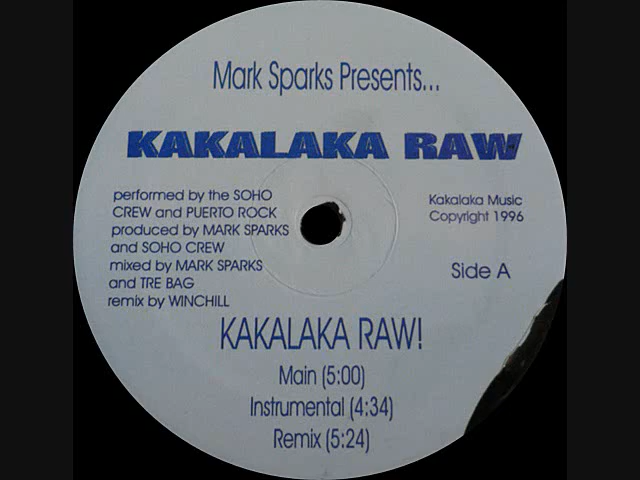 Mark Sparks Presents...
KAKALAKA RAW
performed by the SOHO
CREW and PUERTO ROCK
produced by MARK SPARKS
and SOHO CREW
mixed by MARK SPARKS
and TRE BAG
remix by WINCHILL
Kakalaka Music
Copyright 1996
Side A
KAKALAKA RAW!
Main (5:00)
Instrumental (4:34)
Remix (5:24)